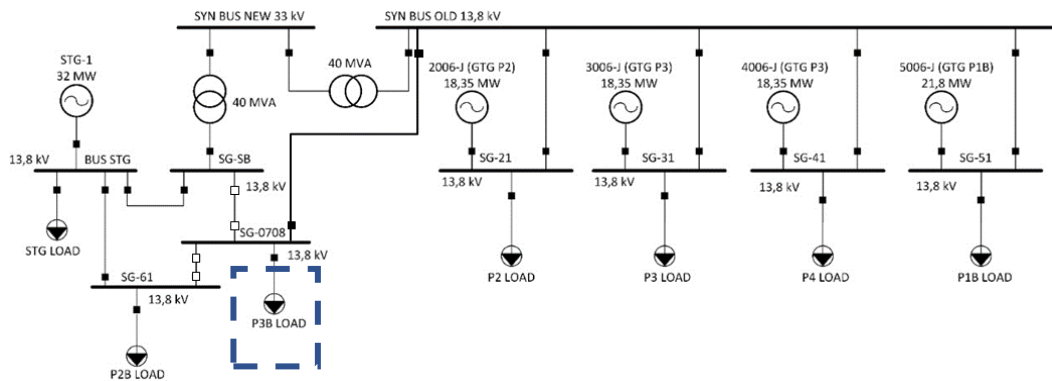 SYN BUS NEW 33 kV
SYN BUS OLD 13,8 kV
STG-1
32 MW
40 MVA
40 MVA
2006-J (GTG P2)
18,35 MW
3006-J (GTG P3)
18,35 MW
4006-J (GTG P3)
18,35 MW
5006-J (GTG P1B)
21,8 MW
13,8 kV
BUS STG
SG-SB
13,8 kV
SG-21
13,8 kV
SG-31
13,8 kV
SG-41
13,8 kV
SG-51
13,8 kV
STG LOAD
SG-0708
13,8 kV
SG-61
13,8 kV
P3B LOAD
P2B LOAD
P2 LOAD
P3 LOAD
P4 LOAD
P1B LOAD